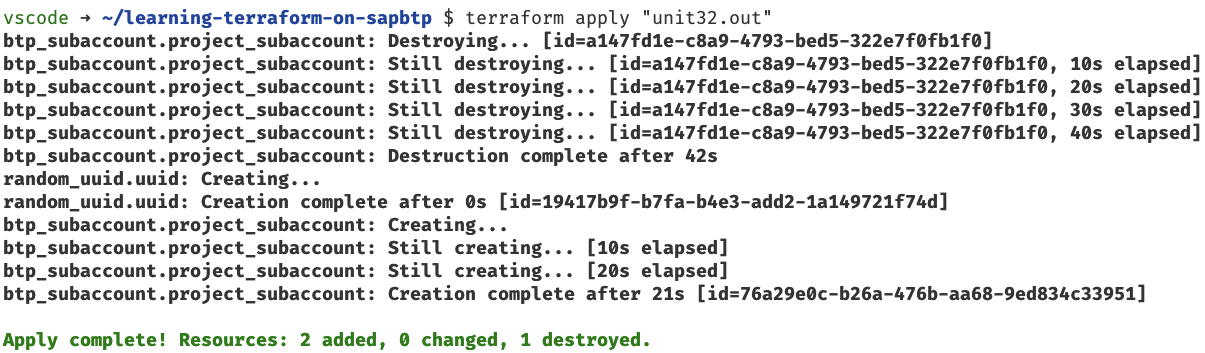 vscode → ~/learning-terraform-on-sapbtp $ terraform apply "unit32.out"
btp_subaccount.project_subaccount: Destroying... [id=a147fd1e-c8a9-4793-bed5-322e7f0fb1f0]
btp_subaccount.project_subaccount: Still destroying... [id=a147fd1e-c8a9-4793-bed5-322e7f0fb1f0, 10s elapsed]
btp_subaccount.project_subaccount: Still destroying... [id=a147fd1e-c8a9-4793-bed5-322e7f0fb1f0, 20s elapsed]
btp_subaccount.project_subaccount: Still destroying... [id=a147fd1e-c8a9-4793-bed5-322e7f0fb1f0, 30s elapsed]
btp_subaccount.project_subaccount: Still destroying... [id=a147fd1e-c8a9-4793-bed5-322e7f0fb1f0, 40s elapsed]
btp_subaccount.project_subaccount: Destruction complete after 42s
random_uuid.uuid: Creating...
random_uuid.uuid: Creation complete after 0s [id=19417b9f-b7fa-b4e3-add2-1a149721f74d]
btp_subaccount.project_subaccount: Creating...
btp_subaccount.project_subaccount: Still creating... [10s elapsed]
btp_subaccount.project_subaccount: Still creating... [20s elapsed]
btp_subaccount.project_subaccount: Creation complete after 21s [id=76a29e0c-b26a-476b-aa68-9ed834c33951]
Apply complete! Resources: 2 added, 0 changed, 1 destroyed.